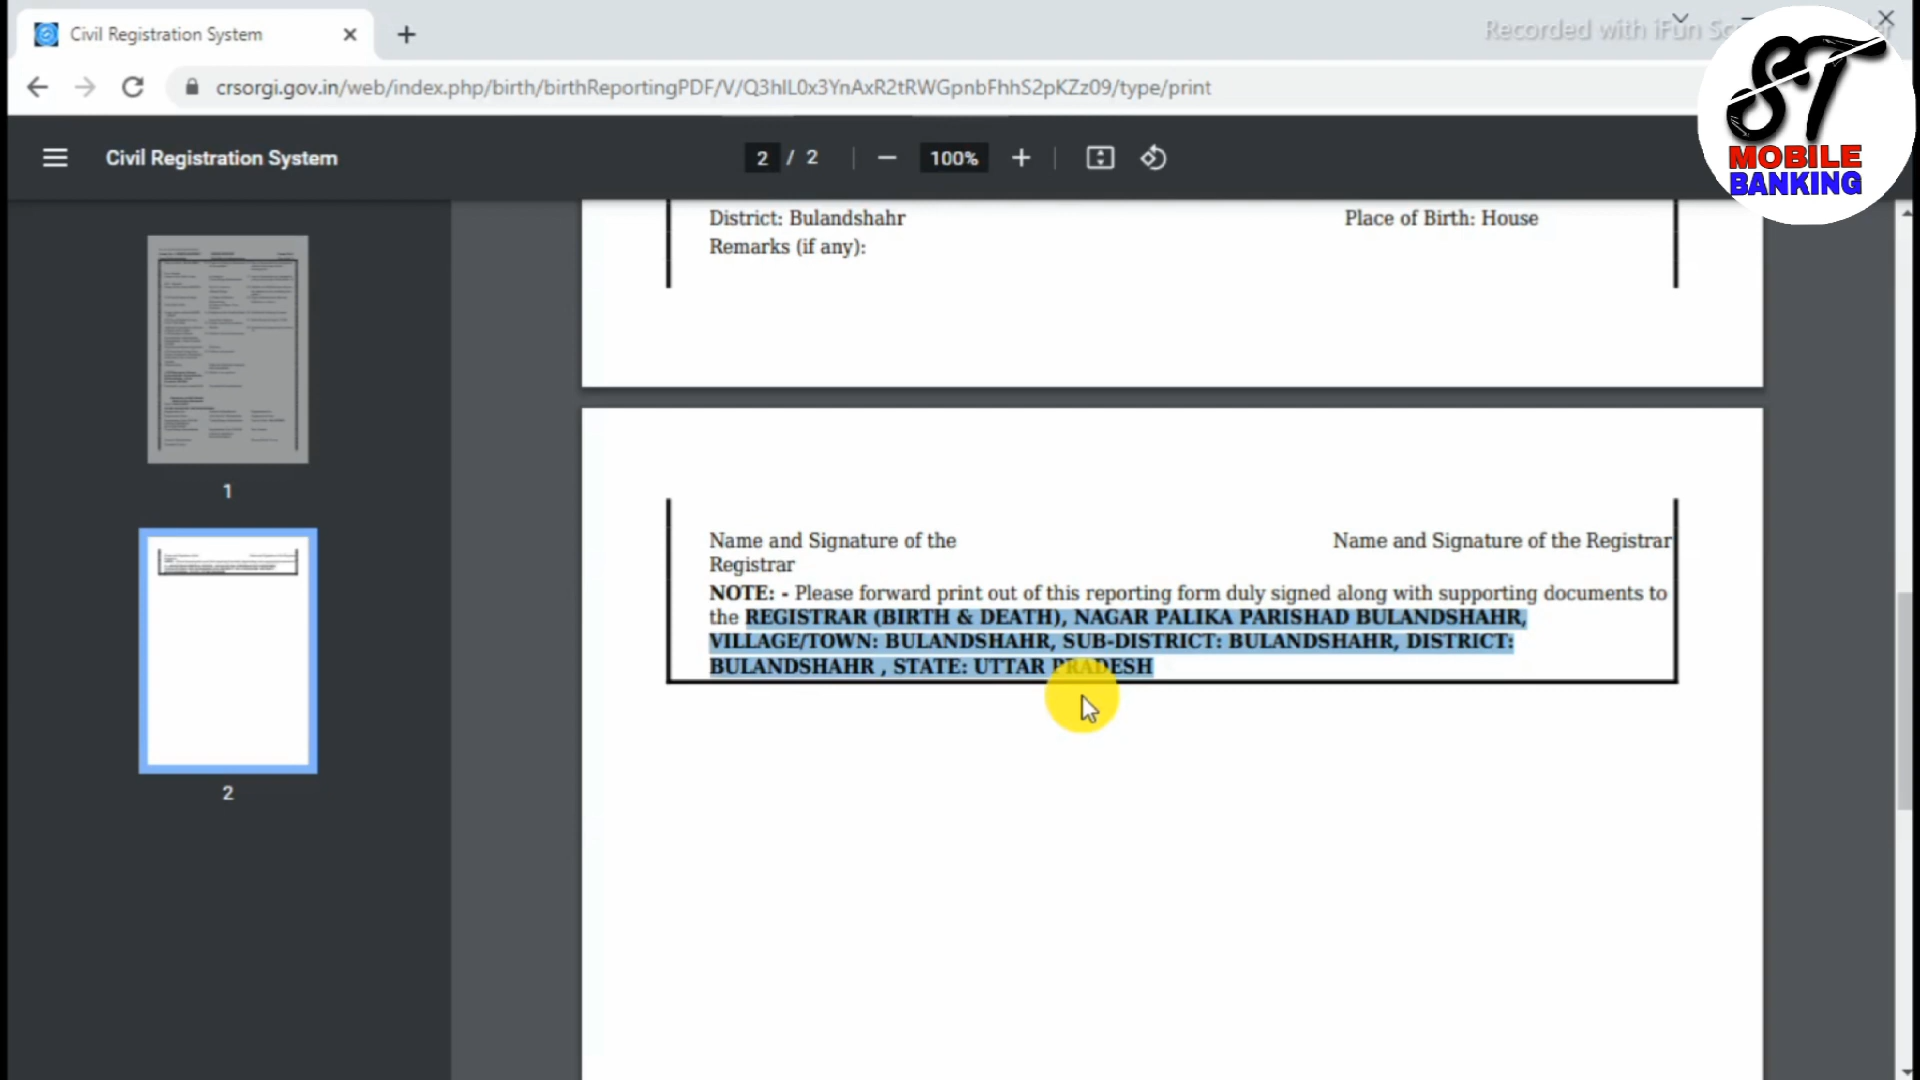 Civil Registration System
Recorded with iFun Sc
crsorgi.gov.in/web/index.php/birth/birthReportingPDF/V/Q3hIL0x3YnAxR2tRWGpnbFhhS2pKZz09/type/print
ST
MOBILE
BANKING
Civil Registration System
2 / 2
100%
District: Bulandshahr
Place of Birth: House
Remarks (if any):
1
2
Name and Signature of the
Registrar
Name and Signature of the Registrar
NOTE: - Please forward print out of this reporting form duly signed along with supporting documents to
the REGISTRAR (BIRTH & DEATH), NAGAR PALIKA PARISHAD BULANDSHAHR,
VILLAGE/TOWN: BULANDSHAHR, SUB-DISTRICT: BULANDSHAHR, DISTRICT:
BULANDSHAHR , STATE: UTTAR PRADESH